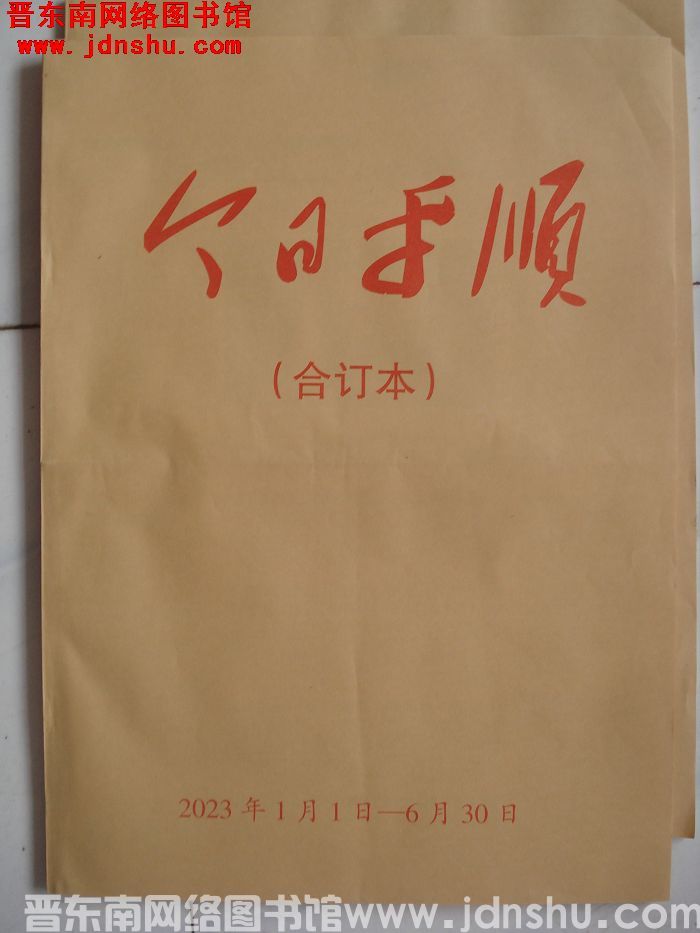 晋东南网络图书馆
www.jdnshu.com
今日平順
（合订本）
2023年1月1日—6月30日
晋东南网络图书馆www.jdnshu.com